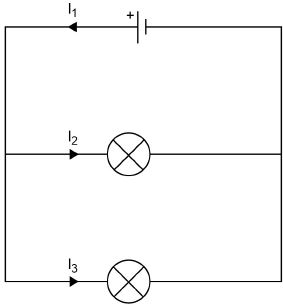 I₁
+
I₂
I₃